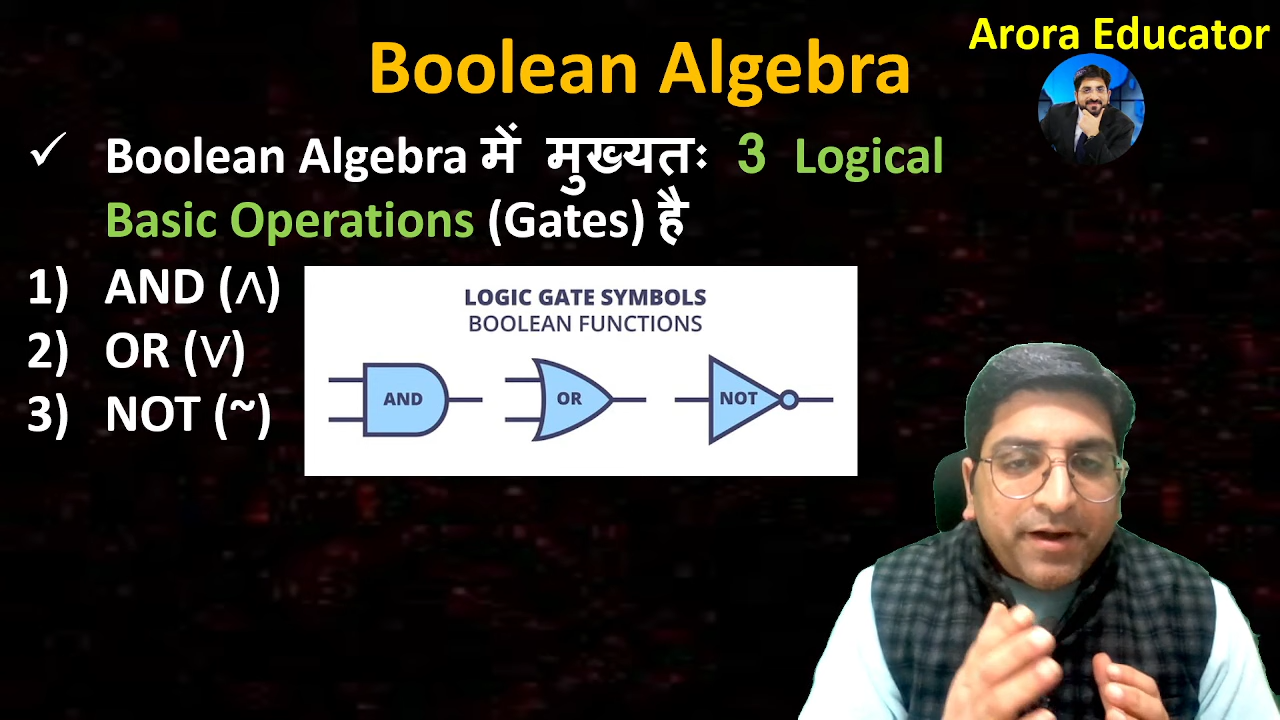 Arora Educator
Boolean Algebra
✓ Boolean Algebra में मुख्यतः 3 Logical
Basic Operations (Gates) है
1) AND (∧)
2) OR (∨)
3) NOT (~)
LOGIC GATE SYMBOLS
BOOLEAN FUNCTIONS
AND OR NOT